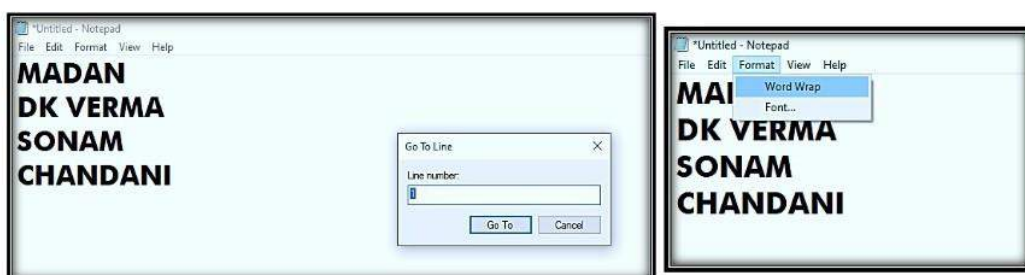 *Untitled - Notepad
File Edit Format View Help
MADAN
DK VERMA
SONAM
CHANDANI
Go To Line
Line number:
1
Go To Cancel
*Untitled - Notepad
File Edit Format View Help
Word Wrap
Font...
MA
DK VERMA
SONAM
CHANDANI